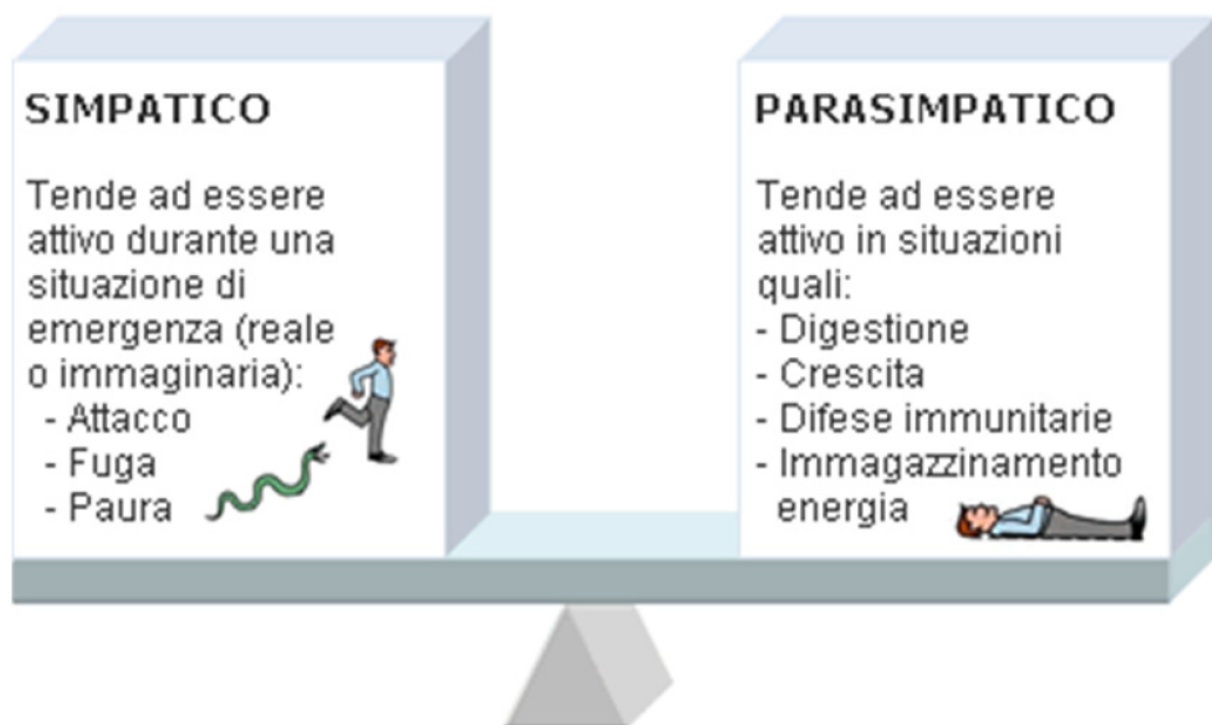 SIMPATICO
Tende ad essere
attivo durante una
situazione di
emergenza (reale
o immaginaria):
- Attacco
- Fuga
- Paura
PARASIMPATICO
Tende ad essere
attivo in situazioni
quali:
- Digestione
- Crescita
- Difese immunitarie
- Immagazzinamento
energia